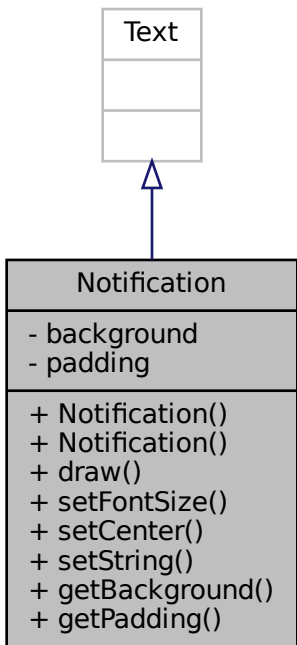 Text
Notification
- background
- padding
+ Notification()
+ Notification()
+ draw()
+ setFontSize()
+ setCenter()
+ setString()
+ getBackground()
+ getPadding()